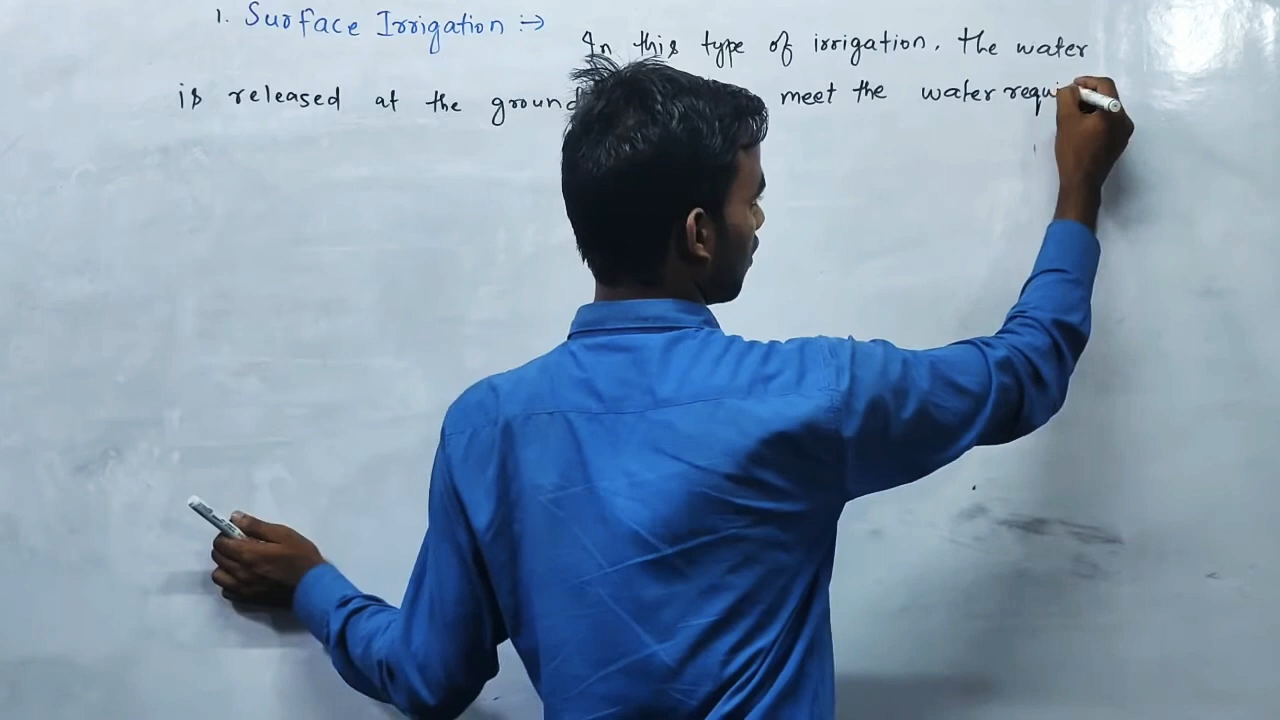 1. Surface Irrigation :→
In this type of irrigation, the water
is released at the ground meet the water requi